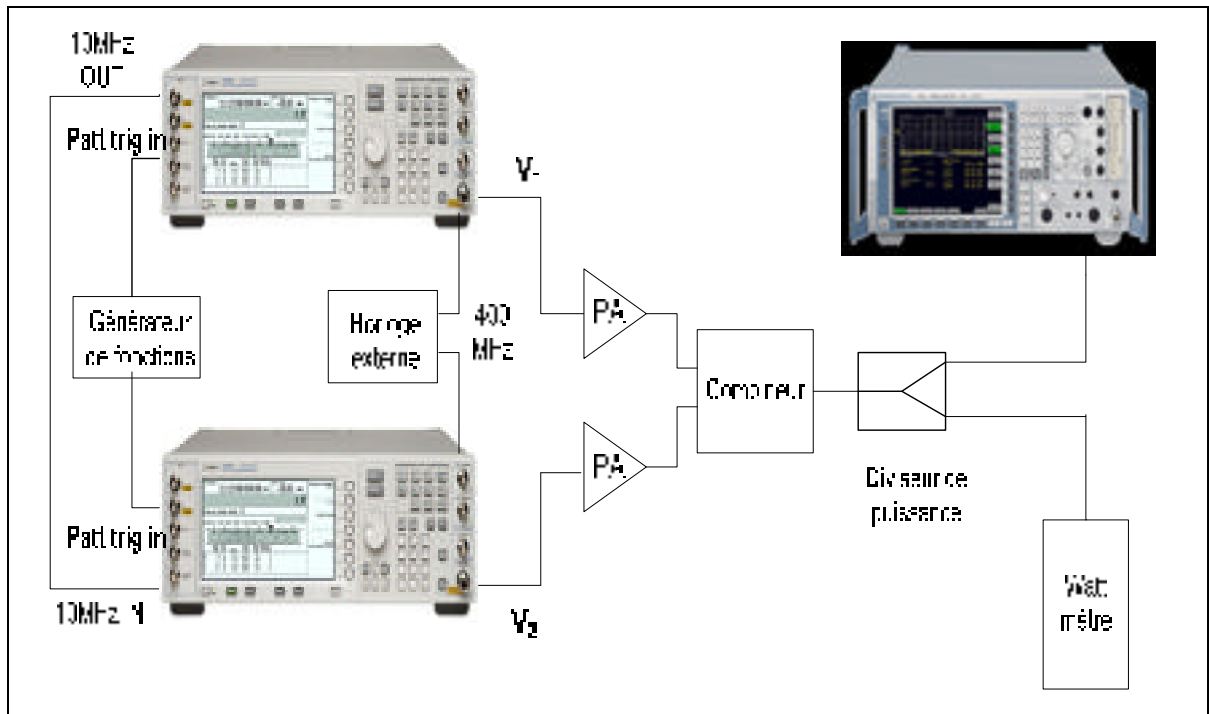 10MHz
OUT
Patt trig in
V1
Générateur
de fonctions
Horloge
externe
400
MHz
PA
Combineur
PA
Diviseur de
puissance
Patt trig in
10MHz IN
V2
Watt
mètre